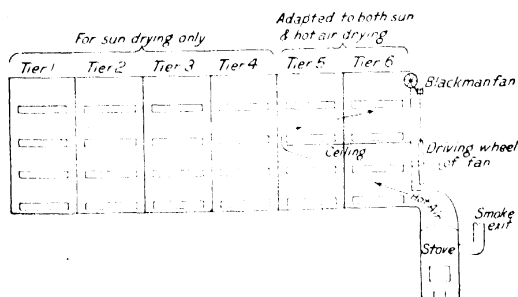 Adapted to both sun
& hot air drying
For sun drying only
Tier 1 Tier 2 Tier 3 Tier 4 Tier 5 Tier 6
Blackman fan
Ceiling
Driving wheel
of fan
Hot Air
Smoke
exit
Stove